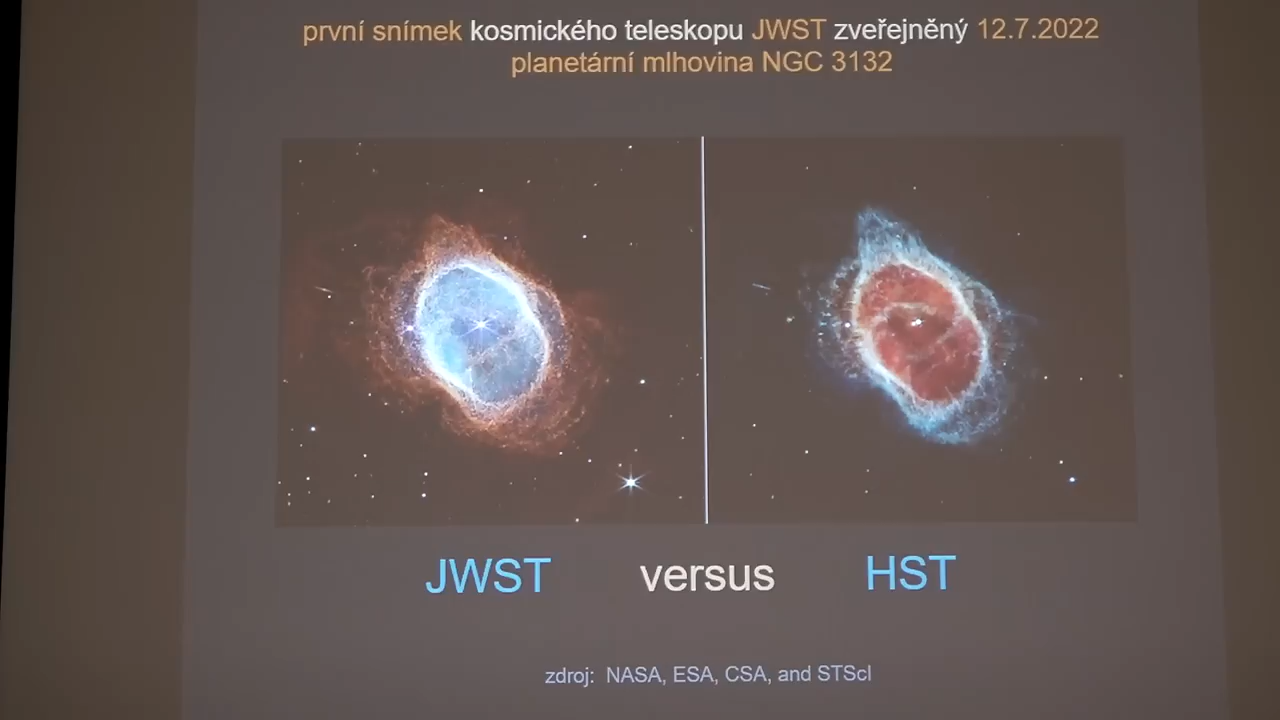 první snímek kosmického teleskopu JWST zveřejněný 12.7.2022
planetární mlhovina NGC 3132
JWST versus HST
zdroj: NASA, ESA, CSA, and STScI